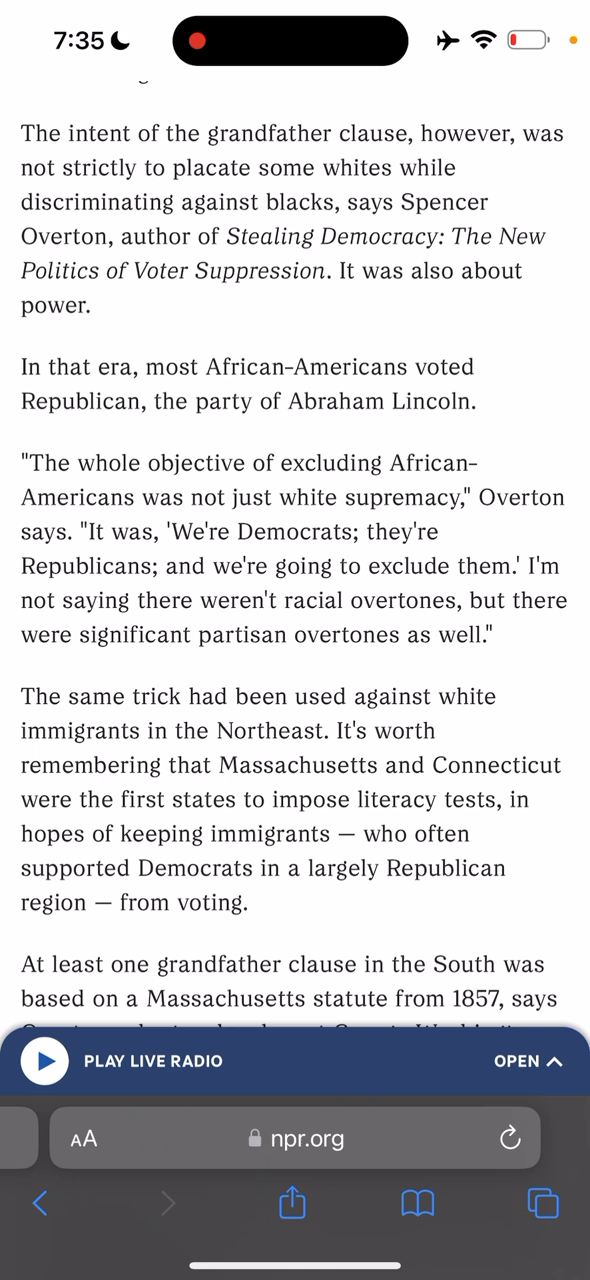 7:35
The intent of the grandfather clause, however, was
not strictly to placate some whites while
discriminating against blacks, says Spencer
Overton, author of Stealing Democracy: The New
Politics of Voter Suppression. It was also about
power.
In that era, most African-Americans voted
Republican, the party of Abraham Lincoln.
"The whole objective of excluding African-
Americans was not just white supremacy," Overton
says. "It was, 'We're Democrats; they're
Republicans; and we're going to exclude them.' I'm
not saying there weren't racial overtones, but there
were significant partisan overtones as well."
The same trick had been used against white
immigrants in the Northeast. It's worth
remembering that Massachusetts and Connecticut
were the first states to impose literacy tests, in
hopes of keeping immigrants — who often
supported Democrats in a largely Republican
region — from voting.
At least one grandfather clause in the South was
based on a Massachusetts statute from 1857, says
PLAY LIVE RADIO
OPEN
AA
npr.org